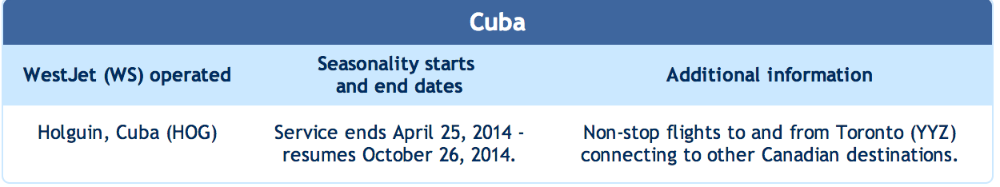 Cuba
WestJet (WS) operated
Seasonality starts
and end dates
Additional information
Holguin, Cuba (HOG)
Service ends April 25, 2014 -
resumes October 26, 2014.
Non-stop flights to and from Toronto (YYZ)
connecting to other Canadian destinations.